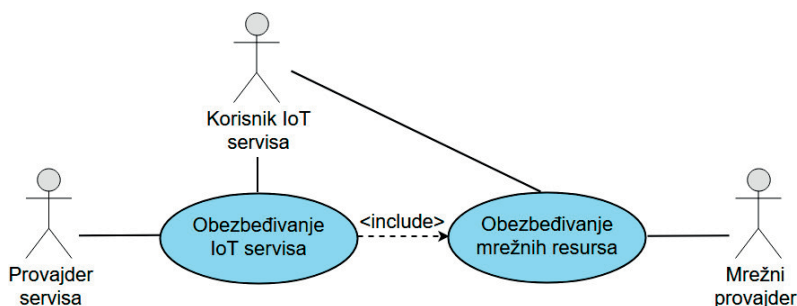 Korisnik IoT
servisa
Obezbeđivanje
IoT servisa
<include>
Obezbeđivanje
mrežnih resursa
Provajder
servisa
Mrežni
provajder